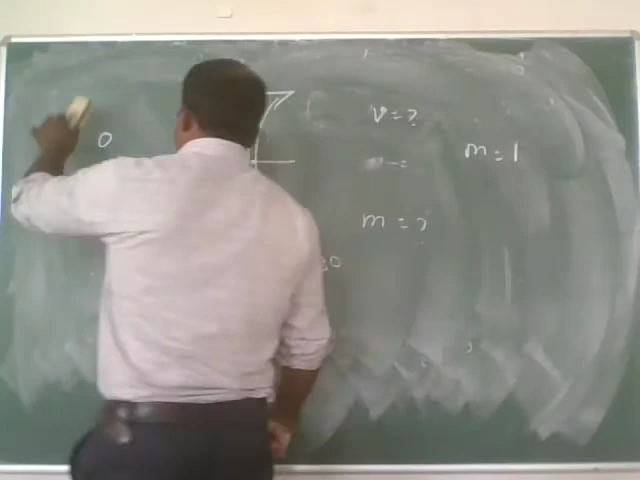 v = ?
0
m = 1
m = ?